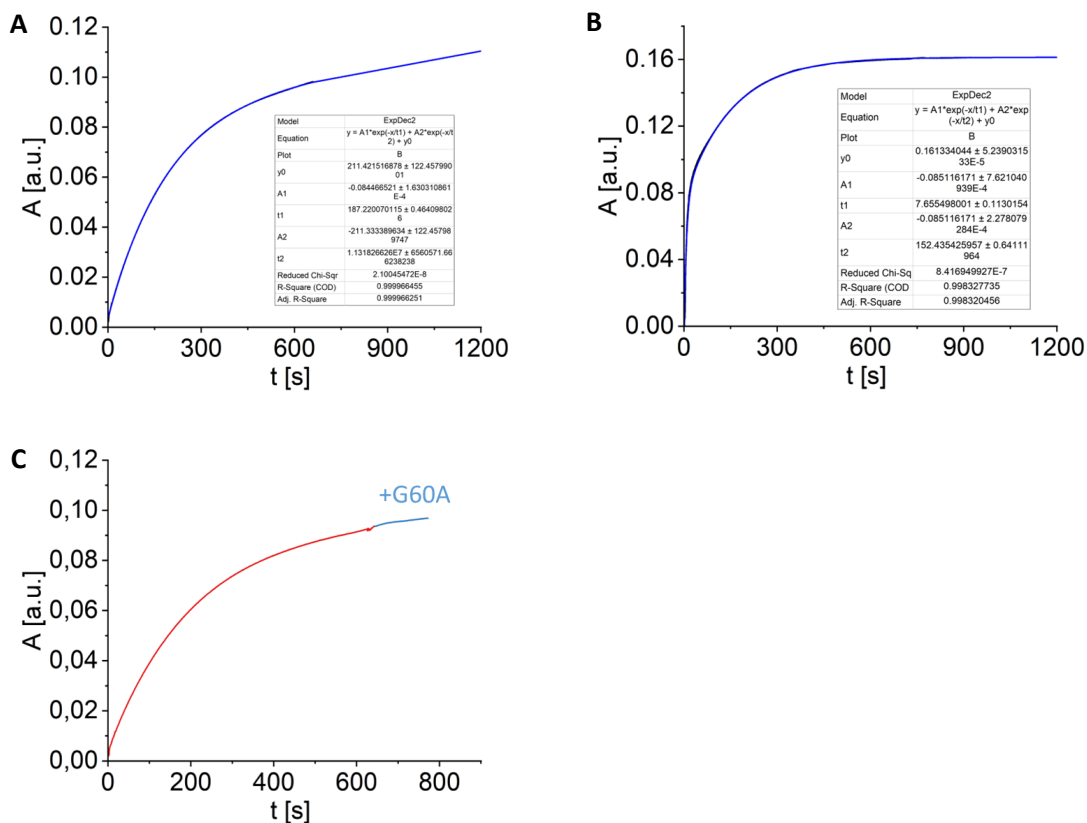 A
A [a.u.]
0.12
0.10
0.08
0.06
0.04
0.02
0.00
0 300 600 900 1200
t [s]
Model ExpDec2
Equation y = A1*exp(-x/t1) + A2*exp(-x/t
2) + y0
Plot B
y0 211.421516878 ± 122.457990
01
A1 -0.084466521 ± 1.630310861
E-4
t1 187.220070115 ± 0.46409802
6
A2 -211.333389634 ± 122.45798
9747
t2 1.131826626E7 ± 6560571.66
6238238
Reduced Chi-Sqr 2.10045472E-8
R-Square (COD) 0.999966455
Adj. R-Square 0.999966251
B
A [a.u.]
0.16
0.12
0.08
0.04
0.00
0 300 600 900 1200
t [s]
Model ExpDec2
Equation y = A1*exp(-x/t1) + A2*exp
(-x/t2) + y0
Plot B
y0 0.161334044 ± 5.2390315
33E-5
A1 -0.085116171 ± 7.621040
939E-4
t1 7.655498001 ± 0.1130154
A2 -0.085116171 ± 2.278079
284E-4
t2 152.435425957 ± 0.64111
964
Reduced Chi-Sq 8.416949927E-7
R-Square (COD 0.998327735
Adj. R-Square 0.998320456
C
A [a.u.]
0,12
0,10
0,08
0,06
0,04
0,02
0,00
+G60A
0 200 400 600 800
t [s]